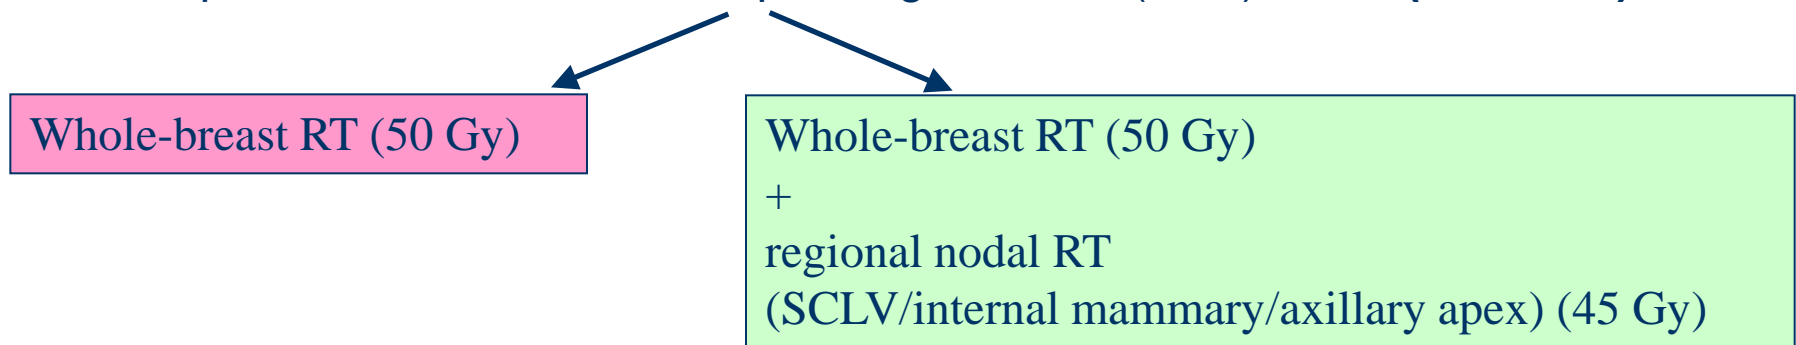 Whole-breast RT (50 Gy)
Whole-breast RT (50 Gy)
+
regional nodal RT
(SCLV/internal mammary/axillary apex) (45 Gy)